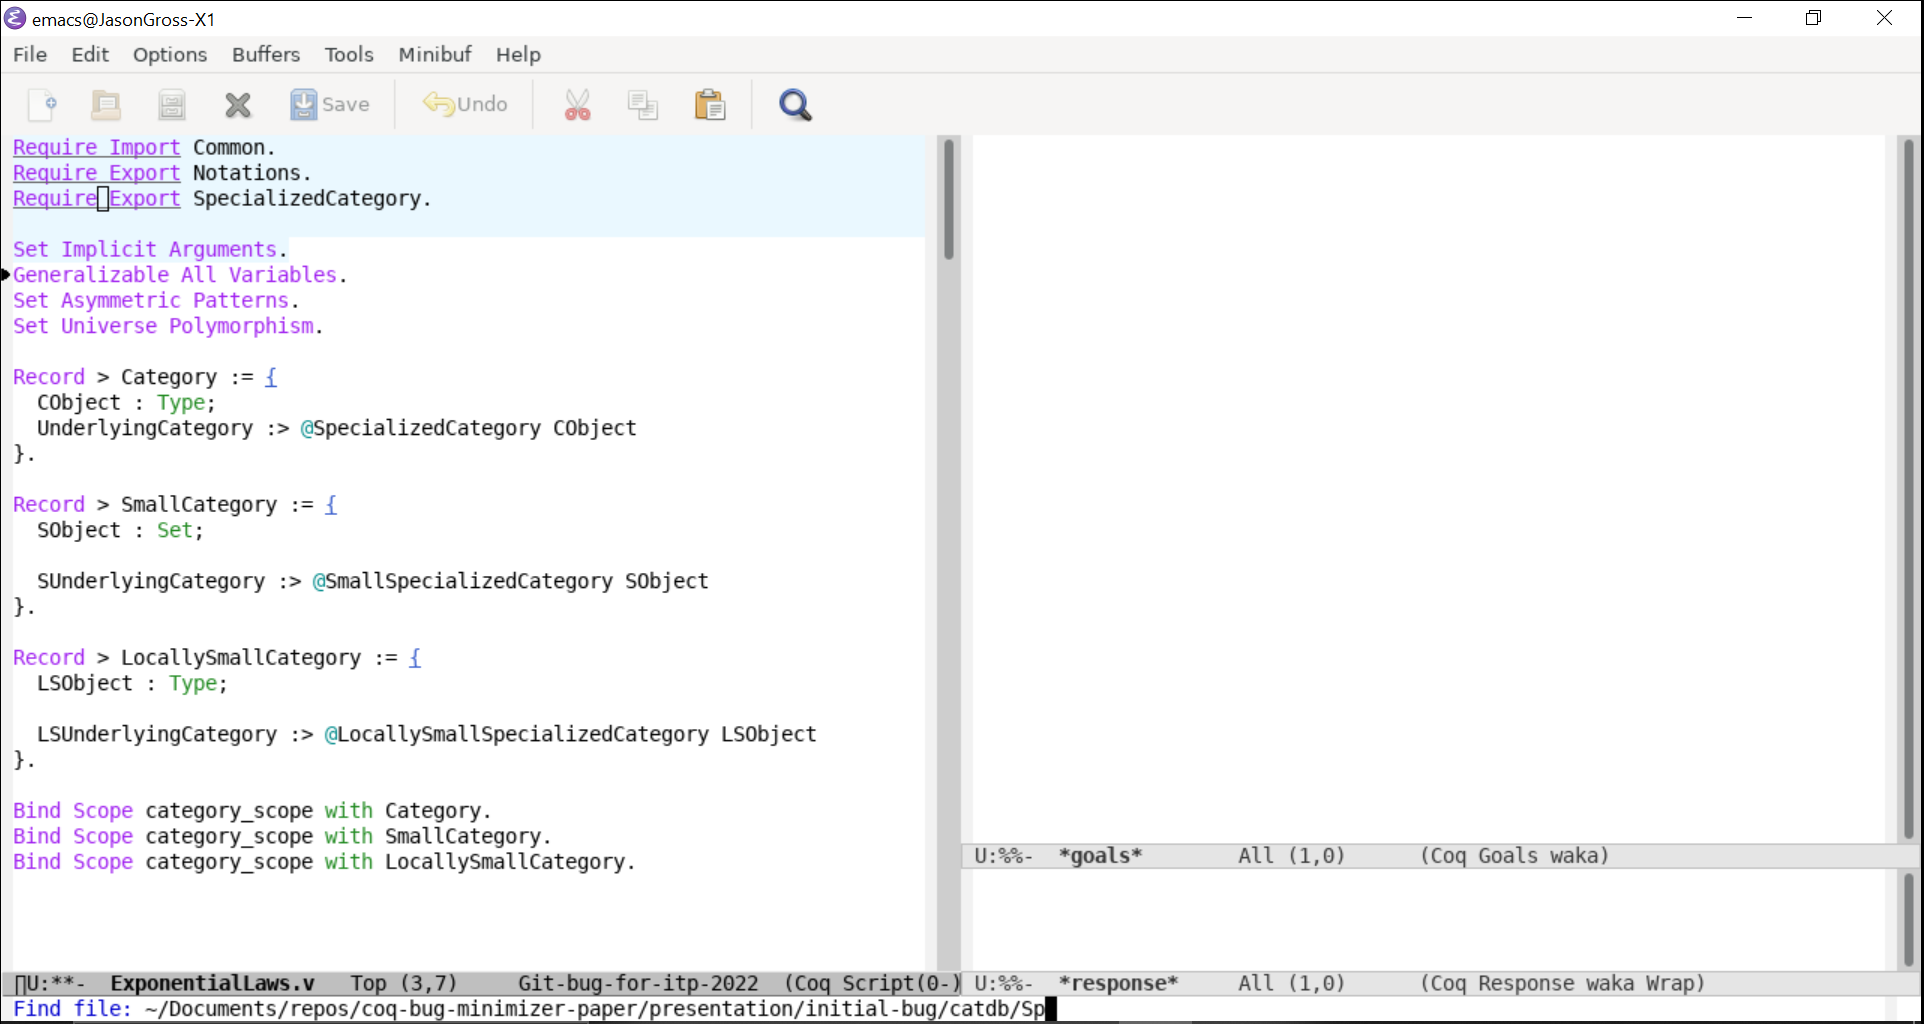 emacs@JasonGross-X1
File Edit Options Buffers Tools Minibuf Help
Save Undo
Require Import Common.
Require Export Notations.
Require Export SpecializedCategory.
Set Implicit Arguments.
Generalizable All Variables.
Set Asymmetric Patterns.
Set Universe Polymorphism.
Record > Category := {
  CObject : Type;
  UnderlyingCategory :> @SpecializedCategory CObject
}.
Record > SmallCategory := {
  SObject : Set;
  SUnderlyingCategory :> @SmallSpecializedCategory SObject
}.
Record > LocallySmallCategory := {
  LSObject : Type;
  LSUnderlyingCategory :> @LocallySmallSpecializedCategory LSObject
}.
Bind Scope category_scope with Category.
Bind Scope category_scope with SmallCategory.
Bind Scope category_scope with LocallySmallCategory.
U:**-  ExponentialLaws.v   Top (3,7)     Git-bug-for-itp-2022  (Coq Script(0-)
U:%%-  *goals*        All (1,0)      (Coq Goals waka)
U:%%-  *response*     All (1,0)      (Coq Response waka Wrap)
Find file: ~/Documents/repos/coq-bug-minimizer-paper/presentation/initial-bug/catdb/Sp